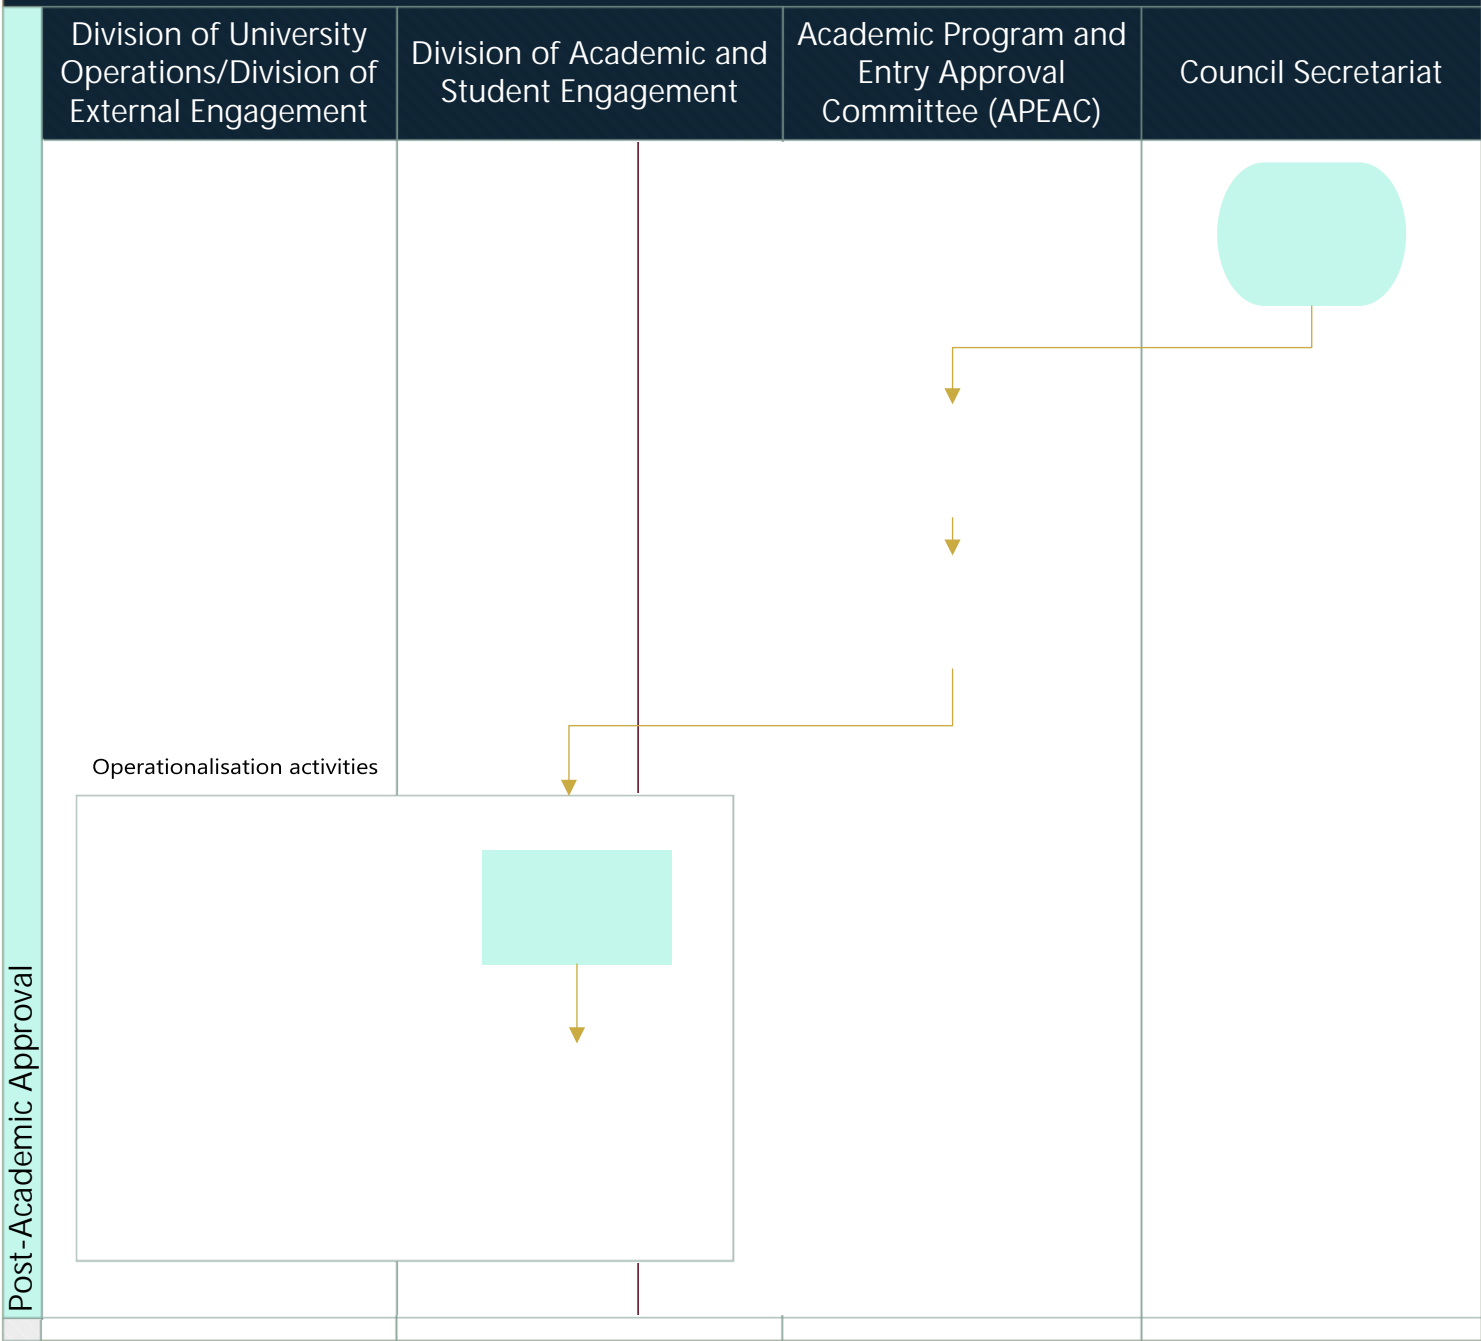 Division of University
Operations/Division of
External Engagement
Division of Academic and
Student Engagement
Academic Program and
Entry Approval
Committee (APEAC)
Council Secretariat
Operationalisation activities
Post-Academic Approval